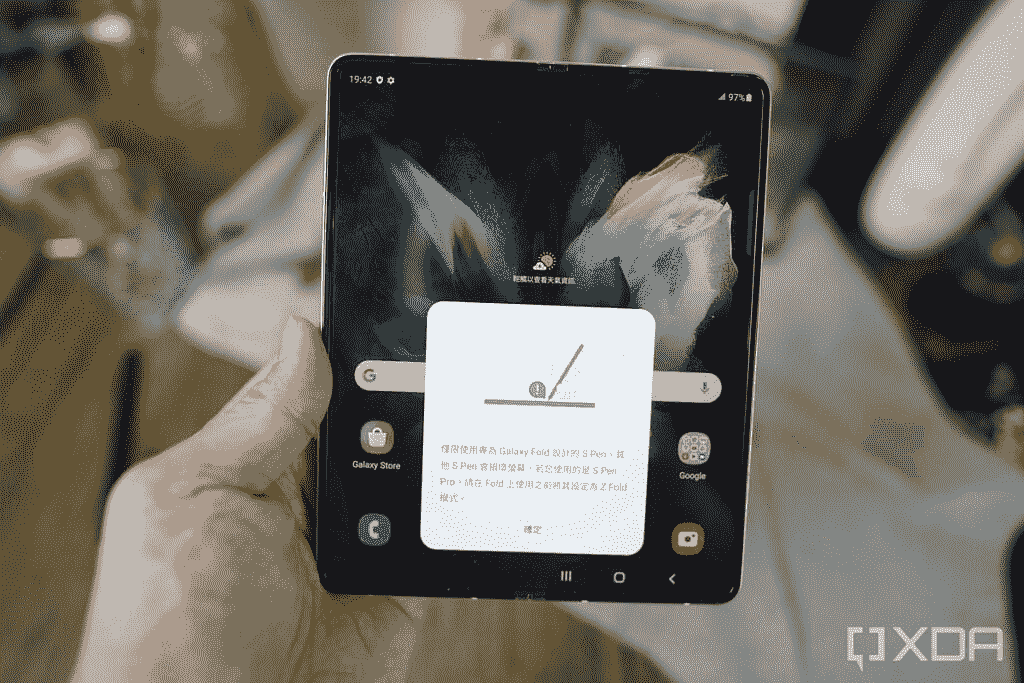 19:42
97%
輕觸以查看天氣資訊
G
Galaxy Store
Google
僅限使用專為 Galaxy Fold 設計的 S Pen。其
他 S Pen 會損壞螢幕。若您使用的是 S Pen
Pro，請在 Fold 上使用之前將其設定為 Z Fold
模式。
確定
XDA